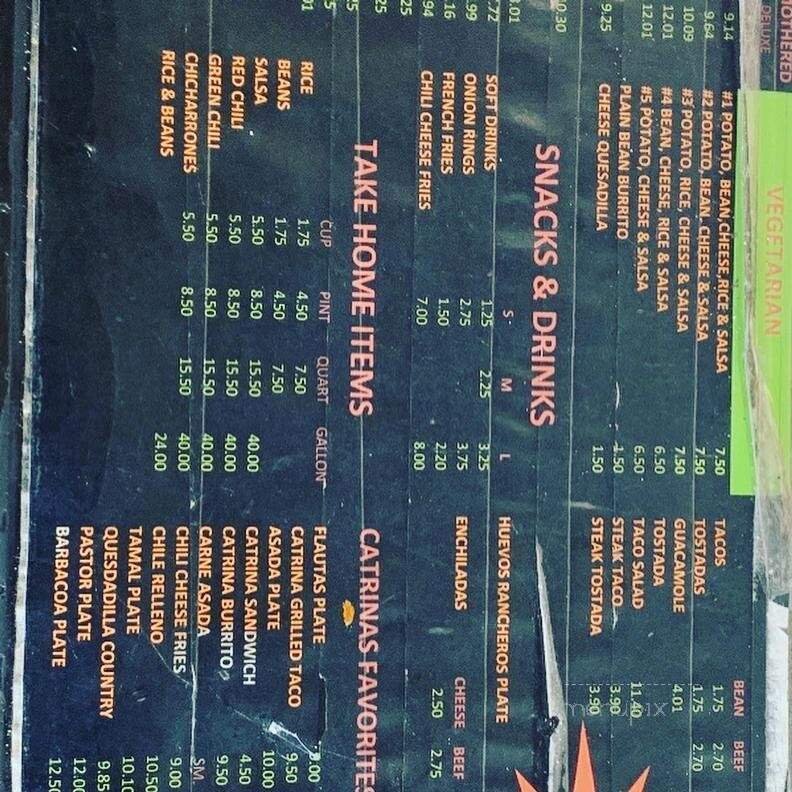 SMOTHERED
DELUXE
9.14
9.64
10.09
12.01
12.01
9.25
10.30
VEGETARIAN
#1 POTATO, BEAN,CHEESE,RICE & SALSA 7.50
#2 POTATO, BEAN, CHEESE & SALSA 7.50
#3 POTATO, RICE, CHEESE & SALSA 7.50
#4 BEAN, CHEESE, RICE & SALSA 6.50
#5 POTATO, CHEESE & SALSA 6.50
PLAIN BEAN BURRITO 1.50
CHEESE QUESADILLA 1.50
BEAN BEEF
TACOS 1.75 2.70
TOSTADAS 1.75 2.70
GUACAMOLE 4.01
TOSTADA
TACO SALAD 11.40
STEAK TACO 3.90
STEAK TOSTADA 3.90
SNACKS & DRINKS
S M L
SOFT DRINKS 1.25 2.25 3.25
ONION RINGS 2.75 3.75
FRENCH FRIES 1.50 2.20
CHILI CHEESE FRIES 7.00 8.00
HUEVOS RANCHEROS PLATE
CHEESE BEEF
ENCHILADAS 2.50 2.75
TAKE HOME ITEMS
CUP PINT QUART GALLON
RICE 1.75 4.50 7.50
BEANS 1.75 4.50 7.50
SALSA 5.50 8.50 15.50 40.00
RED CHILI 5.50 8.50 15.50 40.00
GREEN CHILI 5.50 8.50 15.50 40.00
CHICHARRONES 5.50 8.50 15.50 40.00
RICE & BEANS 24.00
CATRINAS FAVORITES
FLAUTAS PLATE 9.00
CATRINA GRILLED TACO 9.50
ASADA PLATE 10.00
CATRINA SANDWICH 4.50
CATRINA BURRITO 9.50
CARNE ASADA SM
CHILI CHEESE FRIES 9.00
CHILE RELLENO 10.50
TAMAL PLATE 10.10
QUESDADILLA COUNTRY 9.85
PASTOR PLATE 12.00
BARBACOA PLATE 12.50
menupix